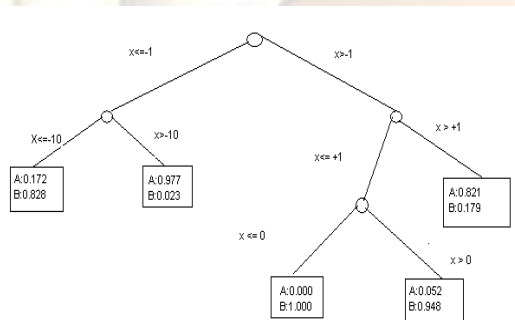 x<=-1
x>-1
X<=-10
x>-10
x<= +1
x > +1
A:0.172
B:0.828
A:0.977
B:0.023
A:0.821
B:0.179
x <= 0
x > 0
A:0.000
B:1.000
A:0.052
B:0.948